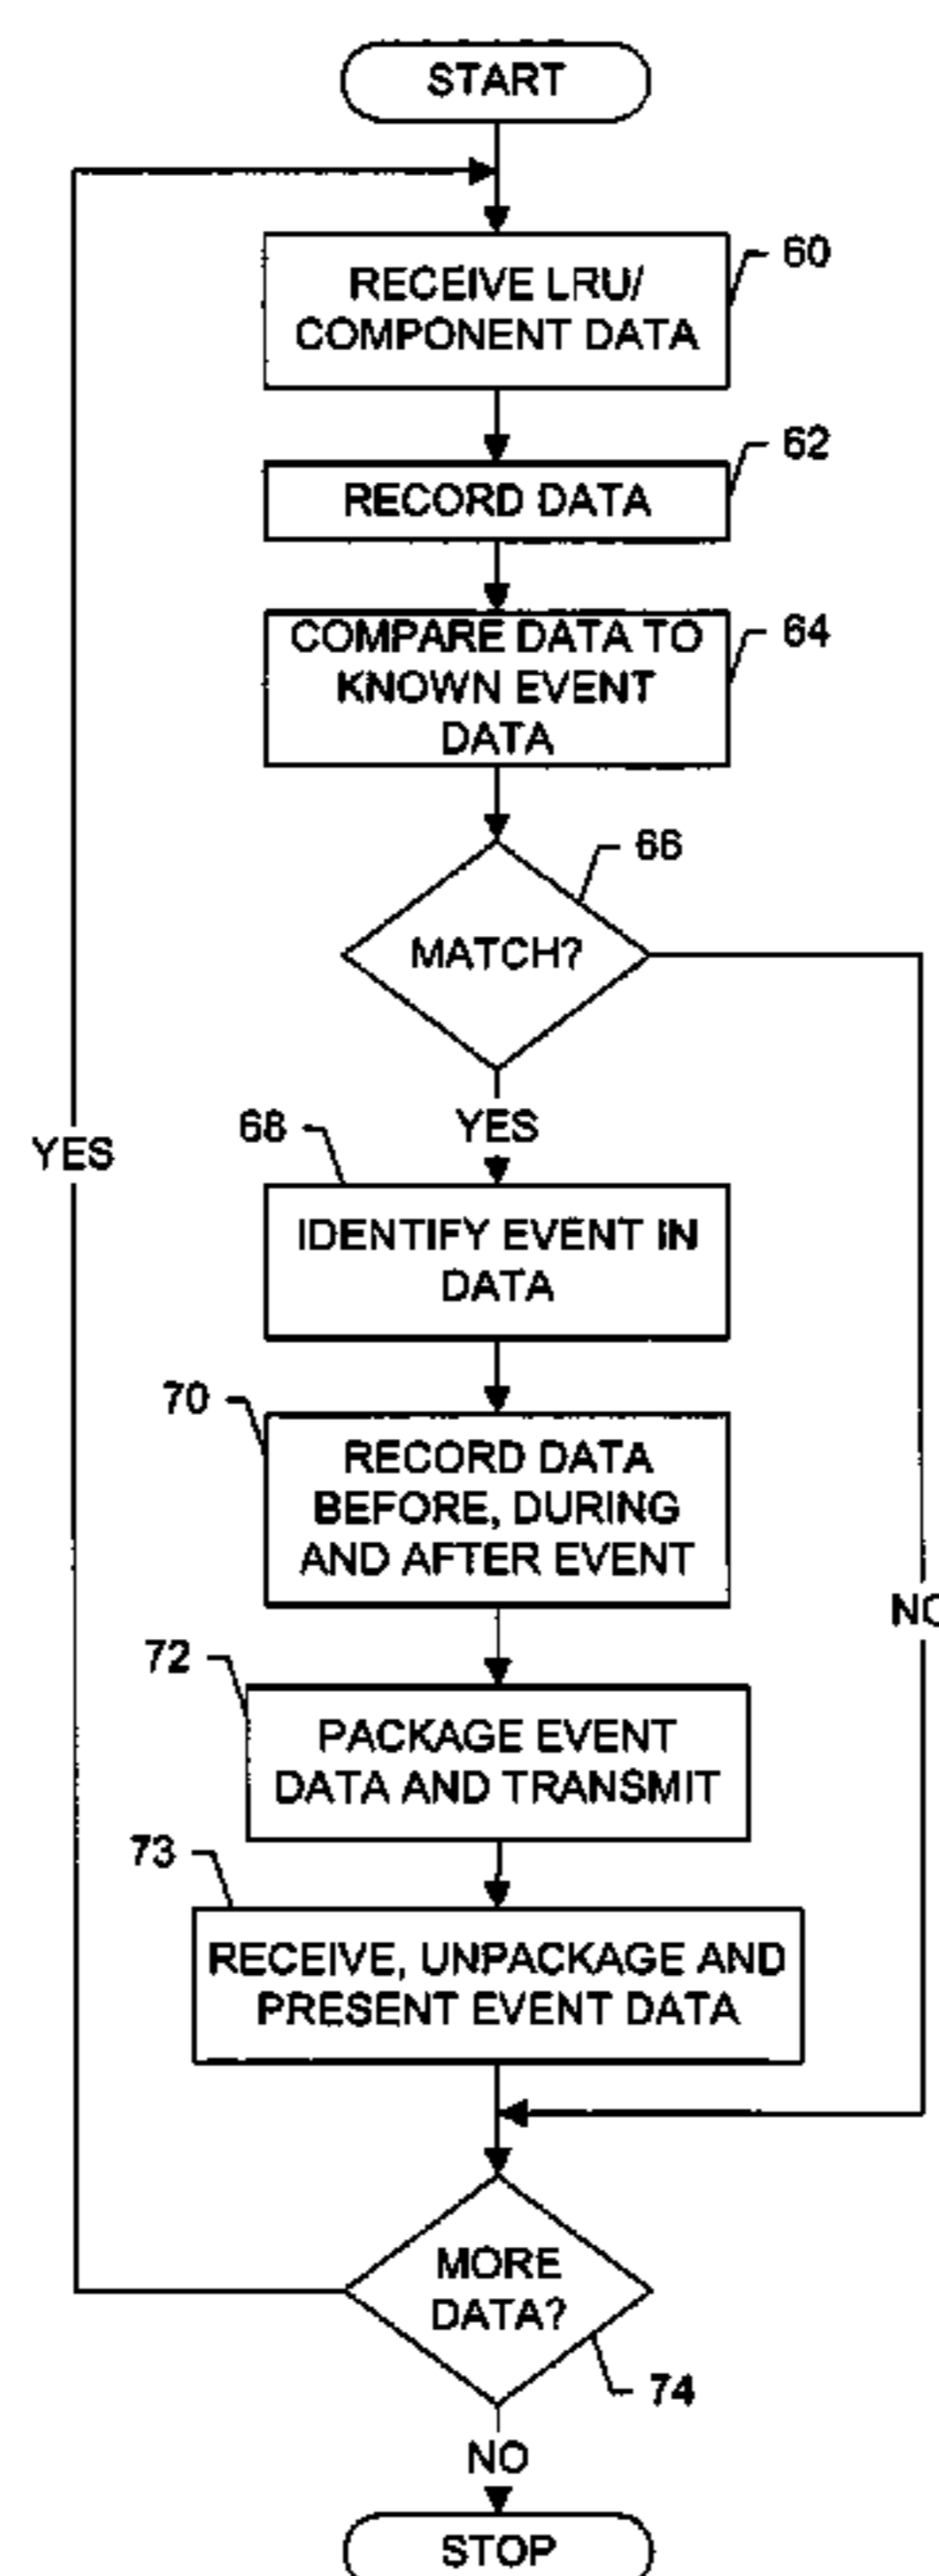 START
60
RECEIVE LRU/
COMPONENT DATA
62
RECORD DATA
64
COMPARE DATA TO
KNOWN EVENT
DATA
66
MATCH?
68
YES
YES
IDENTIFY EVENT IN
DATA
70
RECORD DATA
BEFORE, DURING
AND AFTER EVENT
NO
72
PACKAGE EVENT
DATA AND TRANSMIT
73
RECEIVE, UNPACKAGE AND
PRESENT EVENT DATA
MORE
DATA?
74
NO
STOP